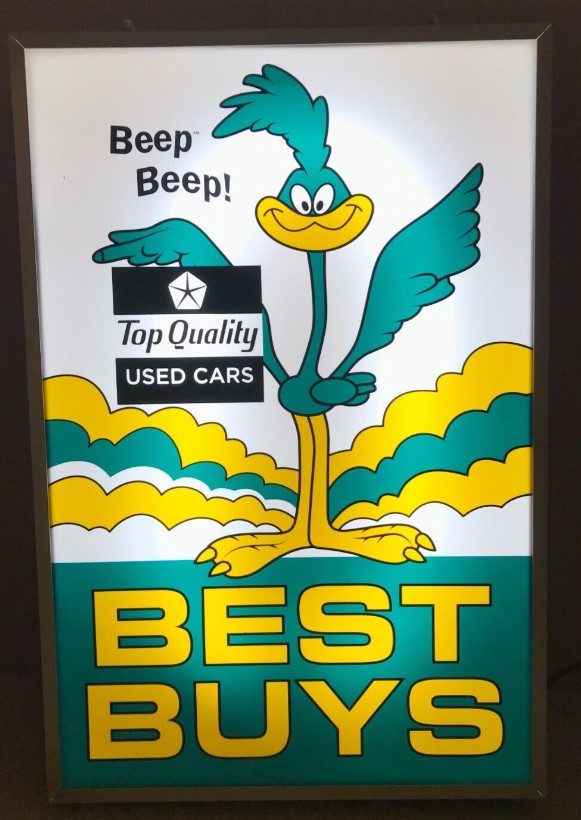 Beep™
Beep!
Top Quality
USED CARS
BEST
BUYS